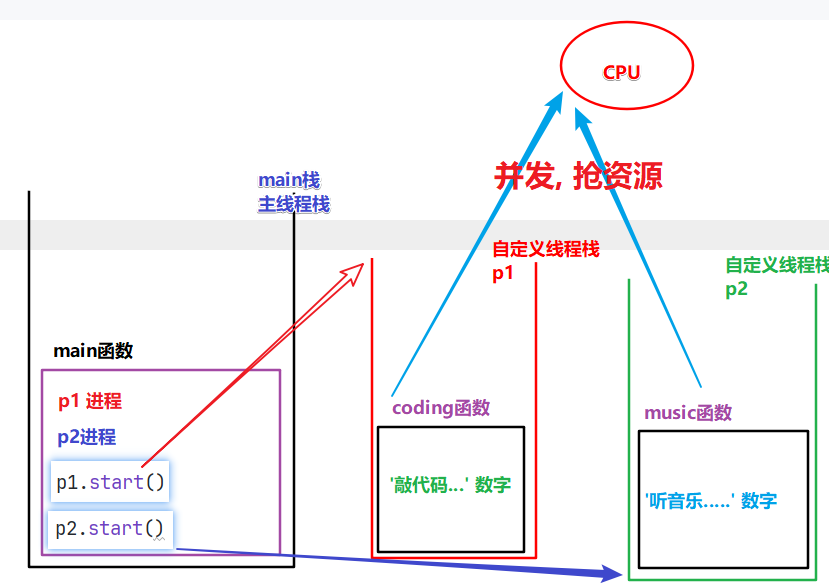 CPU
并发, 抢资源
main栈
主线程栈
自定义线程栈
p1
自定义线程栈
p2
main函数
p1 进程
p2进程
p1.start()
p2.start()
coding函数
'敲代码...' 数字
music函数
'听音乐.....' 数字